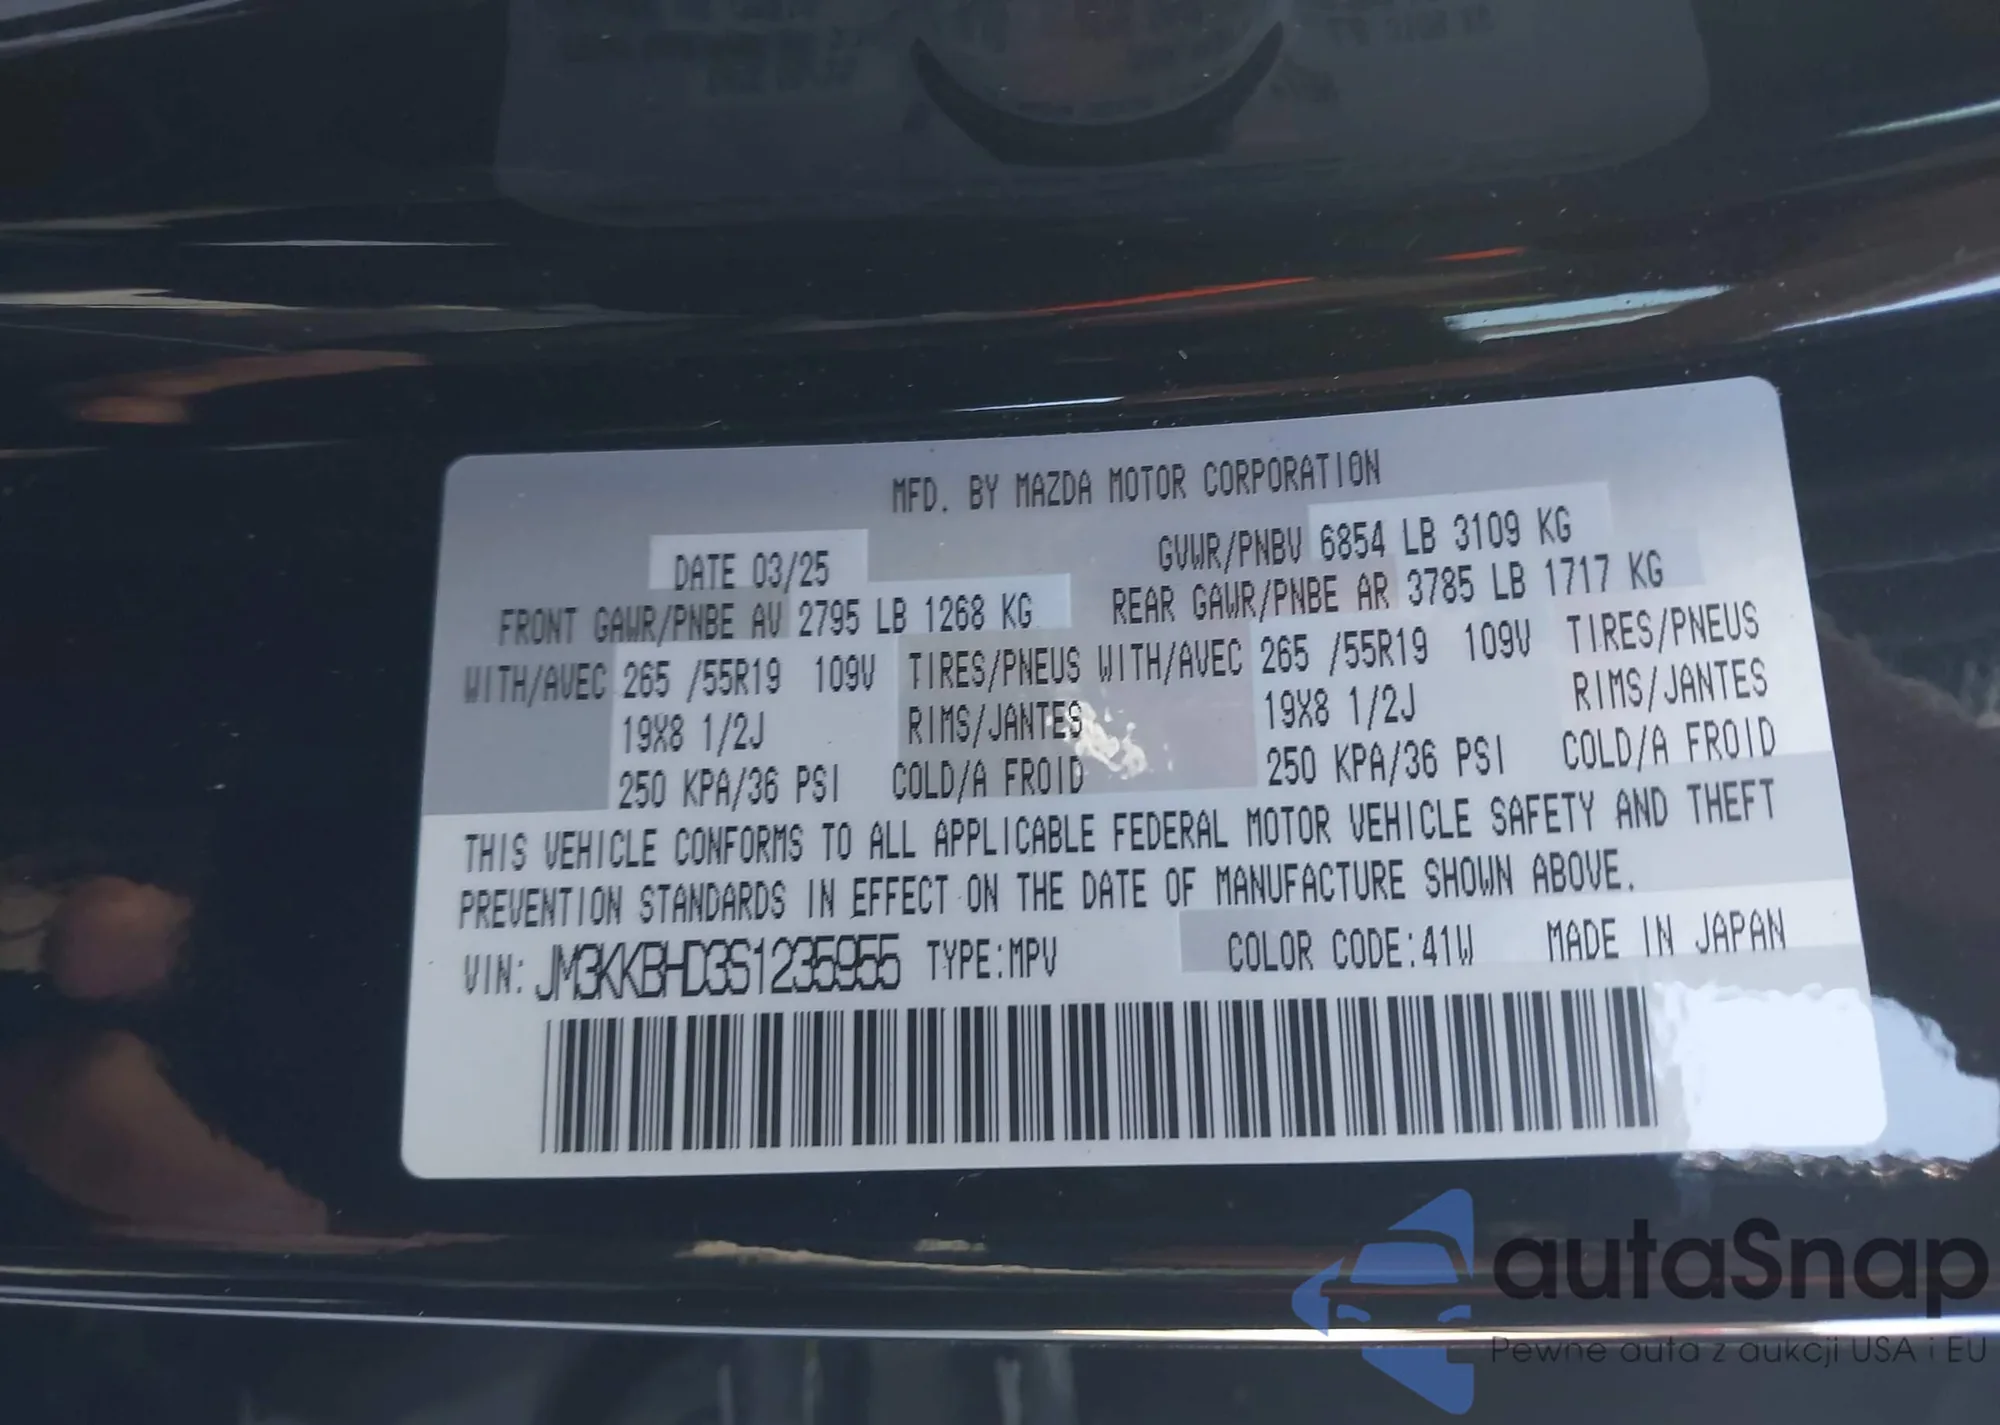 MFD. BY MAZDA MOTOR CORPORATION
DATE 03/25 GVWR/PNBV 6854 LB 3109 KG
FRONT GAWR/PNBE AV 2795 LB 1268 KG REAR GAWR/PNBE AR 3785 LB 1717 KG
WITH/AVEC 265 /55R19 109V TIRES/PNEUS WITH/AVEC 265 /55R19 109V TIRES/PNEUS
19X8 1/2J RIMS/JANTES 19X8 1/2J RIMS/JANTES
250 KPA/36 PSI COLD/A FROID 250 KPA/36 PSI COLD/A FROID
THIS VEHICLE CONFORMS TO ALL APPLICABLE FEDERAL MOTOR VEHICLE SAFETY AND THEFT
PREVENTION STANDARDS IN EFFECT ON THE DATE OF MANUFACTURE SHOWN ABOVE.
VIN: JM3KKBHD3S1235955 TYPE:MPV COLOR CODE:41W MADE IN JAPAN
autaSnap
Pewne auta z aukcji USA i EU